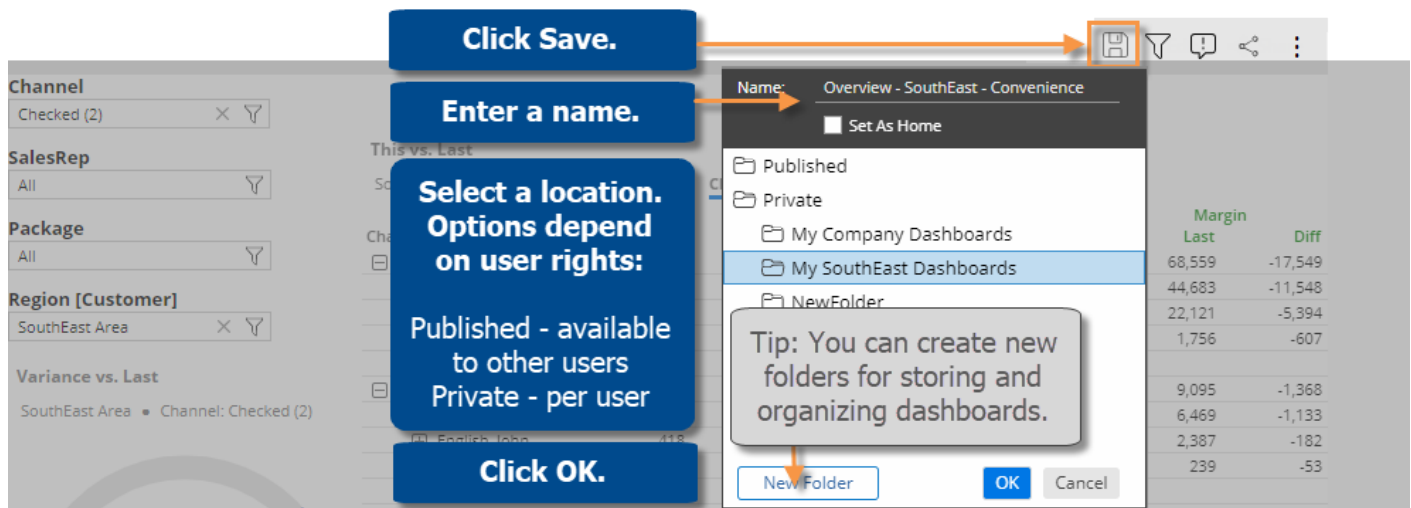 Click Save.
Channel
Checked (2)
Enter a name.
Name: Overview - SouthEast - Convenience
Set As Home
SalesRep
All
This vs. Last
Select a location.
Options depend
on user rights:
Published - available
to other users
Private - per user
Published
Private
My Company Dashboards
My SouthEast Dashboards
NewFolder
Package
All
Margin
Last Diff
68,559 -17,549
44,683 -11,548
22,121 -5,394
1,756 -607
9,095 -1,368
6,469 -1,133
2,387 -182
239 -53
Region [Customer]
SouthEast Area
Variance vs. Last
SouthEast Area • Channel: Checked (2)
Tip: You can create new
folders for storing and
organizing dashboards.
English, John 418
Click OK.
New Folder
OK
Cancel